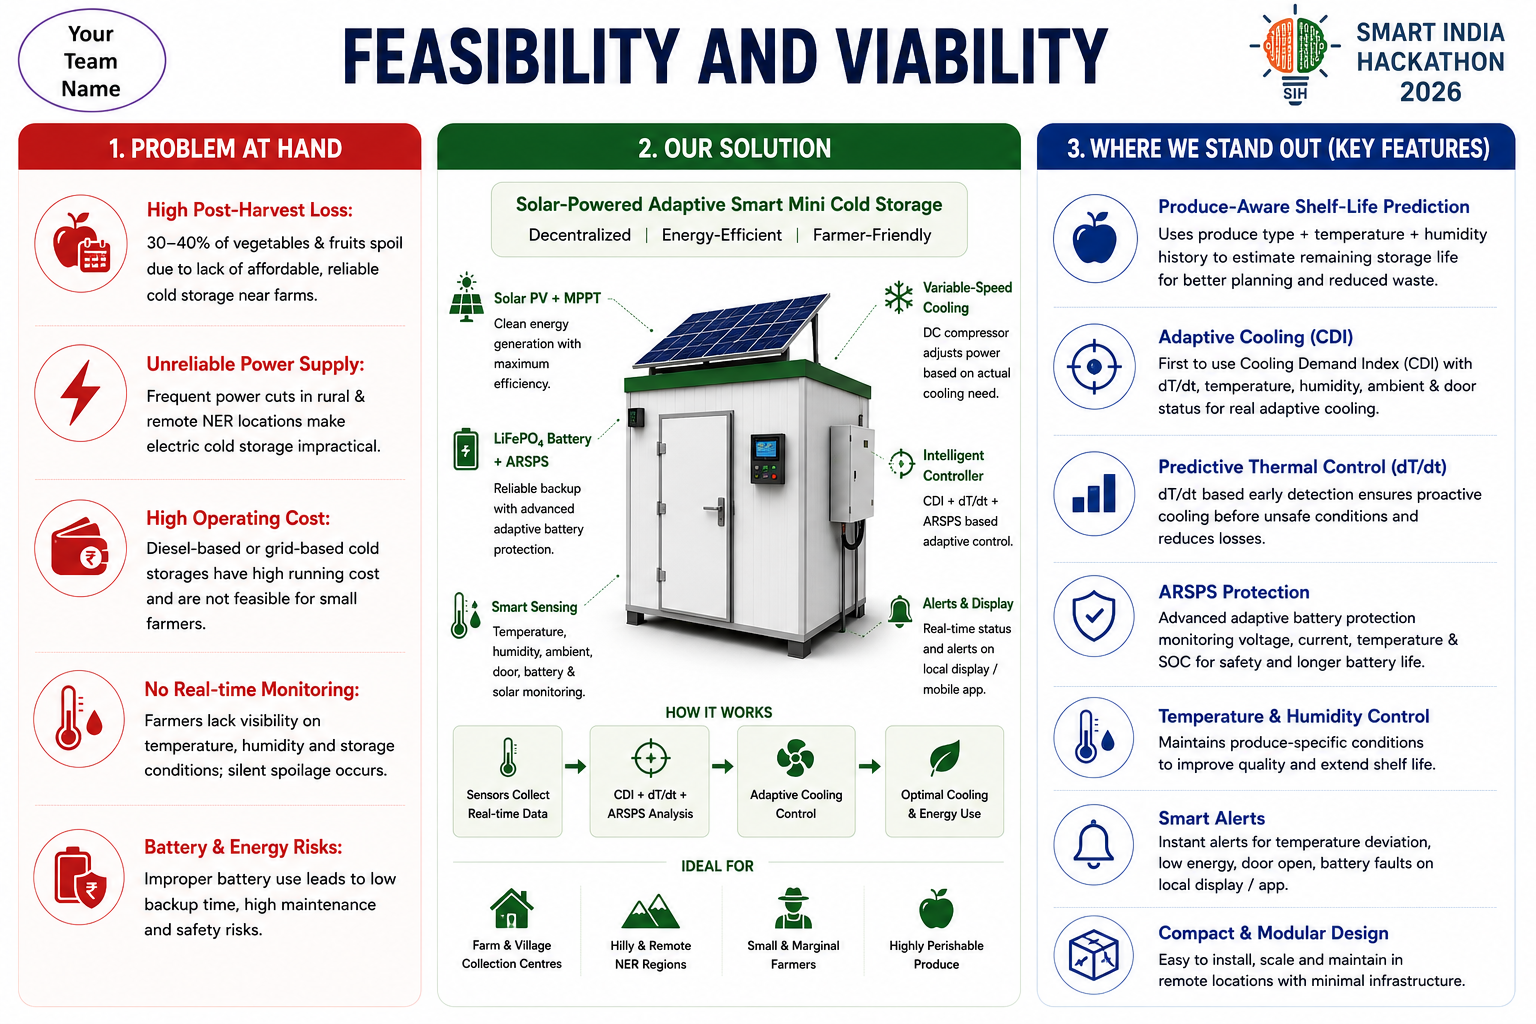 Your
Team
Name
FEASIBILITY AND VIABILITY
SIH
SMART INDIA
HACKATHON
2026
1. PROBLEM AT HAND
High Post-Harvest Loss:
30–40% of vegetables & fruits spoil
due to lack of affordable, reliable
cold storage near farms.
Unreliable Power Supply:
Frequent power cuts in rural &
remote NER locations make
electric cold storage impractical.
High Operating Cost:
Diesel-based or grid-based cold
storages have high running cost
and are not feasible for small
farmers.
No Real-time Monitoring:
Farmers lack visibility on
temperature, humidity and storage
conditions; silent spoilage occurs.
Battery & Energy Risks:
Improper battery use leads to low
backup time, high maintenance
and safety risks.
2. OUR SOLUTION
Solar-Powered Adaptive Smart Mini Cold Storage
Decentralized | Energy-Efficient | Farmer-Friendly
Solar PV + MPPT
Clean energy
generation with
maximum
efficiency.
LiFePO₄ Battery
+ ARSPS
Reliable backup
with advanced
adaptive battery
protection.
Smart Sensing
Temperature,
humidity, ambient,
door, battery &
solar monitoring.
Variable-Speed
Cooling
DC compressor
adjusts power
based on actual
cooling need.
Intelligent
Controller
CDI + dT/dt +
ARSPS based
adaptive control.
Alerts & Display
Real-time status
and alerts on
local display /
mobile app.
HOW IT WORKS
Sensors Collect
Real-time Data
CDI + dT/dt +
ARSPS Analysis
Adaptive Cooling
Control
Optimal Cooling
& Energy Use
IDEAL FOR
Farm & Village
Collection Centres
Hilly & Remote
NER Regions
Small & Marginal
Farmers
Highly Perishable
Produce
3. WHERE WE STAND OUT (KEY FEATURES)
Produce-Aware Shelf-Life Prediction
Uses produce type + temperature + humidity
history to estimate remaining storage life
for better planning and reduced waste.
Adaptive Cooling (CDI)
First to use Cooling Demand Index (CDI) with
dT/dt, temperature, humidity, ambient & door
status for real adaptive cooling.
Predictive Thermal Control (dT/dt)
dT/dt based early detection ensures proactive
cooling before unsafe conditions and
reduces losses.
ARSPS Protection
Advanced adaptive battery protection
monitoring voltage, current, temperature &
SOC for safety and longer battery life.
Temperature & Humidity Control
Maintains produce-specific conditions
to improve quality and extend shelf life.
Smart Alerts
Instant alerts for temperature deviation,
low energy, door open, battery faults on
local display / app.
Compact & Modular Design
Easy to install, scale and maintain in
remote locations with minimal infrastructure.